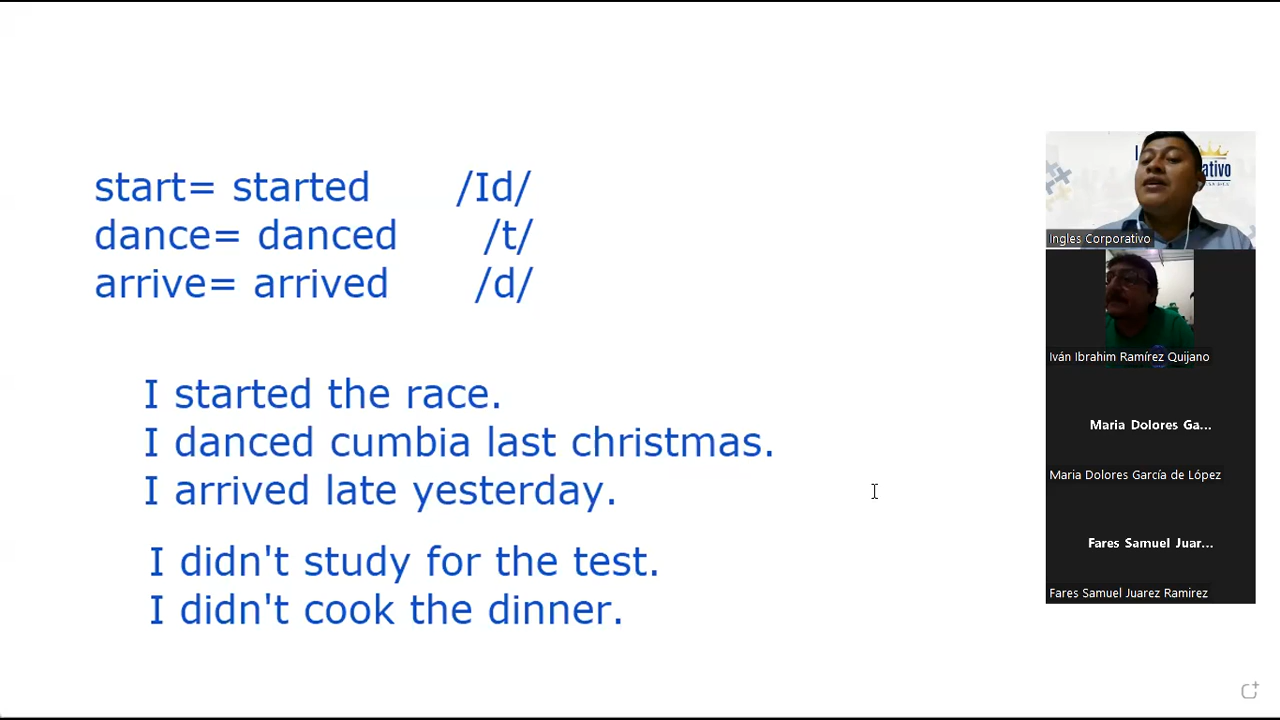 start= started /Id/
dance= danced /t/
arrive= arrived /d/
I started the race.
I danced cumbia last christmas.
I arrived late yesterday.
I didn't study for the test.
I didn't cook the dinner.
Ingles Corporativo
Iván Ibrahim Ramírez Quijano
Maria Dolores Ga...
Maria Dolores García de López
Fares Samuel Juar...
Fares Samuel Juarez Ramirez